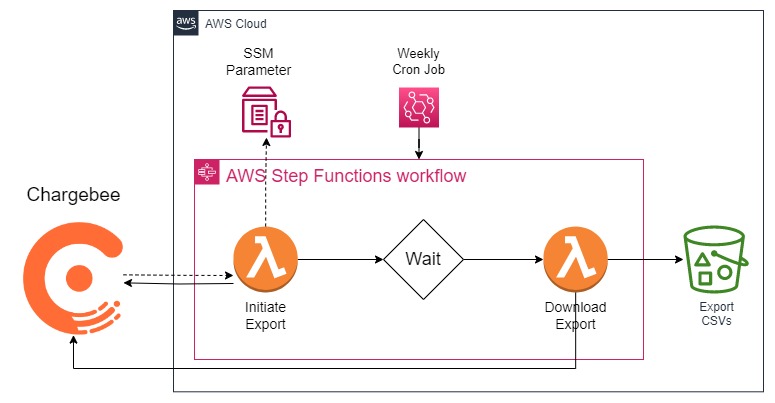 aws
AWS Cloud
SSM
Parameter
Weekly
Cron Job
AWS Step Functions workflow
Chargebee
Wait
Initiate
Export
Download
Export
Export
CSVs